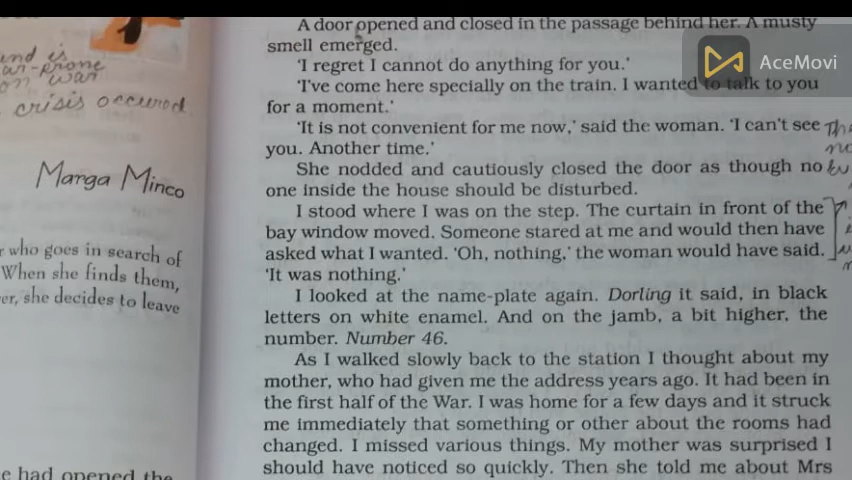 und is
ar-prone
on war
crisis occured
Marga Minco
who goes in search of
When she finds them,
er, she decides to leave
e had opened the
A door opened and closed in the passage behind her. A musty
smell emerged.
'I regret I cannot do anything for you.'
'I've come here specially on the train. I wanted to talk to you
for a moment.'
'It is not convenient for me now,' said the woman. 'I can't see
you. Another time.'
She nodded and cautiously closed the door as though no
one inside the house should be disturbed.
I stood where I was on the step. The curtain in front of the
bay window moved. Someone stared at me and would then have
asked what I wanted. 'Oh, nothing,' the woman would have said.
'It was nothing.'
I looked at the name-plate again. Dorling it said, in black
letters on white enamel. And on the jamb, a bit higher, the
number. Number 46.
As I walked slowly back to the station I thought about my
mother, who had given me the address years ago. It had been in
the first half of the War. I was home for a few days and it struck
me immediately that something or other about the rooms had
changed. I missed various things. My mother was surprised I
should have noticed so quickly. Then she told me about Mrs
AceMovi